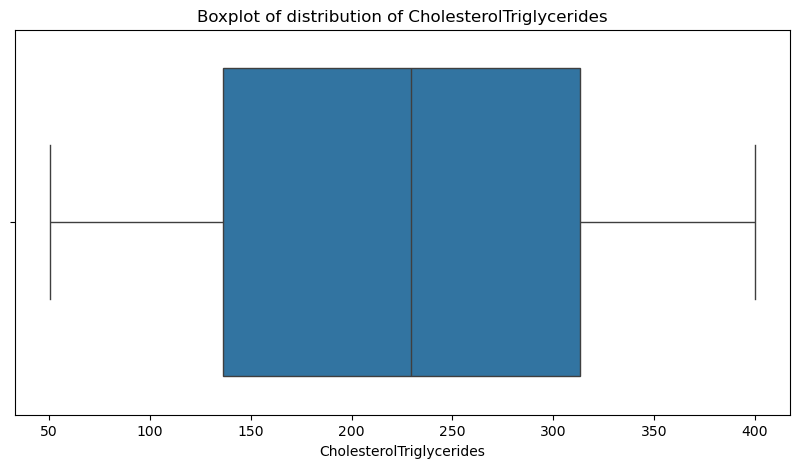 Boxplot of distribution of CholesterolTriglycerides
50 100 150 200 250 300 350 400
CholesterolTriglycerides